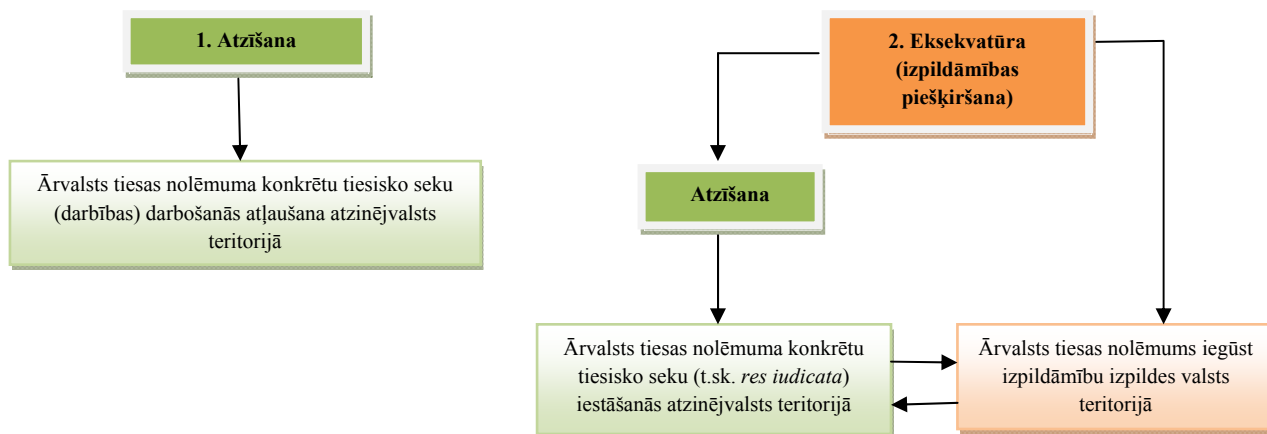 1. Atzīšana
Ārvalsts tiesas nolēmuma konkrētu tiesisko seku
(darbības) darbošanās atļaušana atzinējvalsts
teritorijā
2. Eksekvatūra
(izpildāmības
piešķiršana)
Atzīšana
Ārvalsts tiesas nolēmuma konkrētu
tiesisko seku (t.sk. res iudicata)
iestāšanās atzinējvalsts teritorijā
Ārvalsts tiesas nolēmums iegūst
izpildāmību izpildes valsts
teritorijā